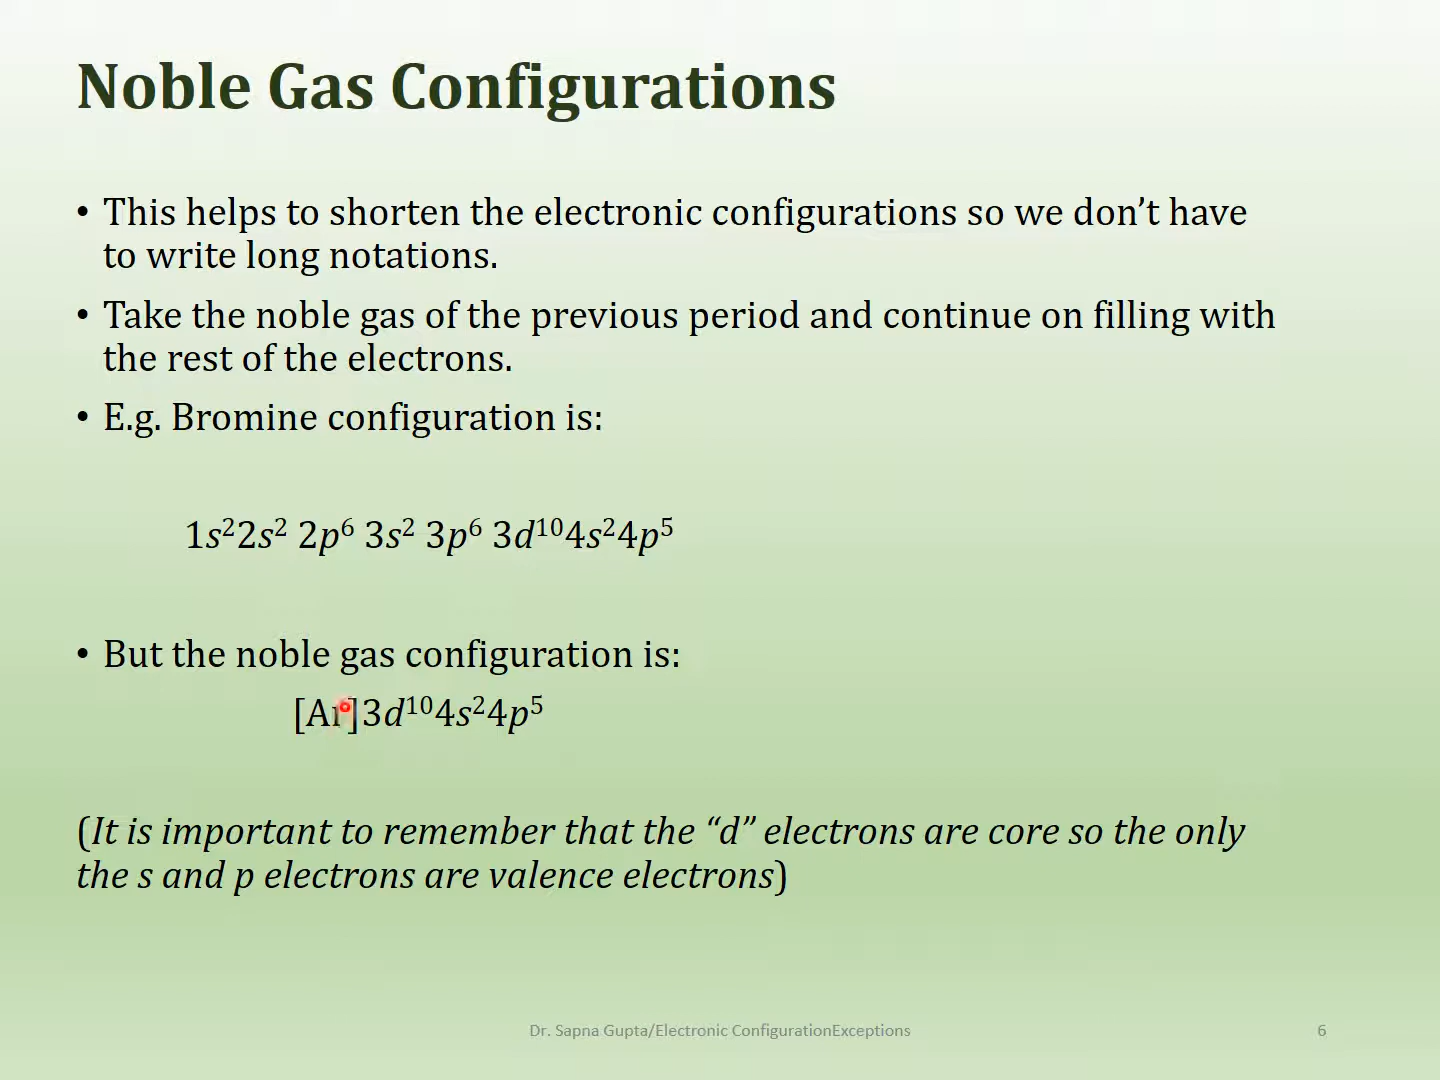 Noble Gas Configurations
• This helps to shorten the electronic configurations so we don’t have
to write long notations.
• Take the noble gas of the previous period and continue on filling with
the rest of the electrons.
• E.g. Bromine configuration is:
1s²2s² 2p⁶ 3s² 3p⁶ 3d¹⁰4s²4p⁵
• But the noble gas configuration is:
[Ar]3d¹⁰4s²4p⁵
(It is important to remember that the “d” electrons are core so the only
the s and p electrons are valence electrons)
Dr. Sapna Gupta/Electronic ConfigurationExceptions
6